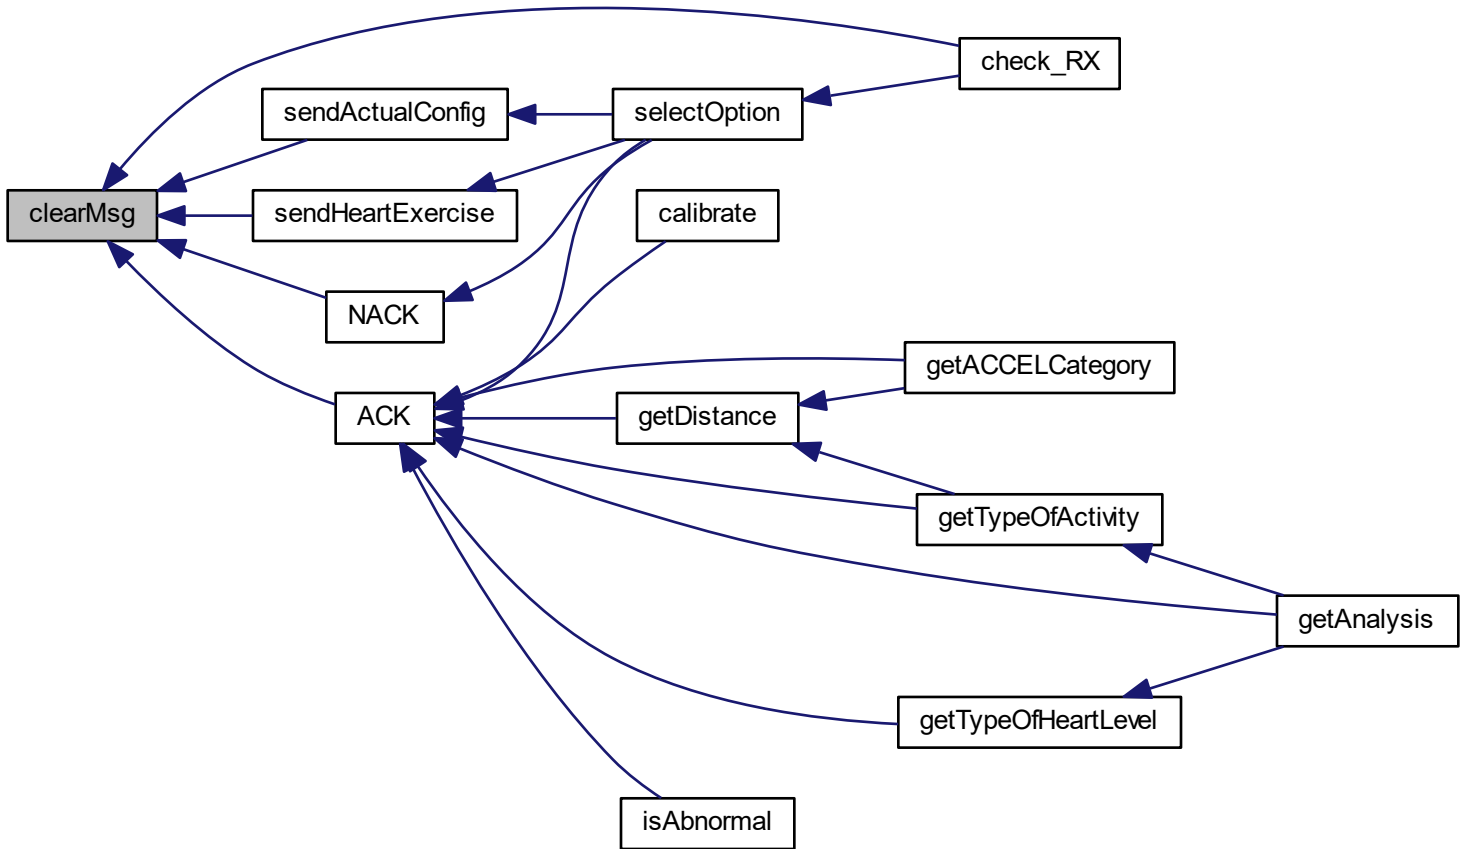 check_RX
sendActualConfig
selectOption
clearMsg
sendHeartExercise
calibrate
NACK
getACCELCategory
ACK
getDistance
getTypeOfActivity
getAnalysis
getTypeOfHeartLevel
isAbnormal